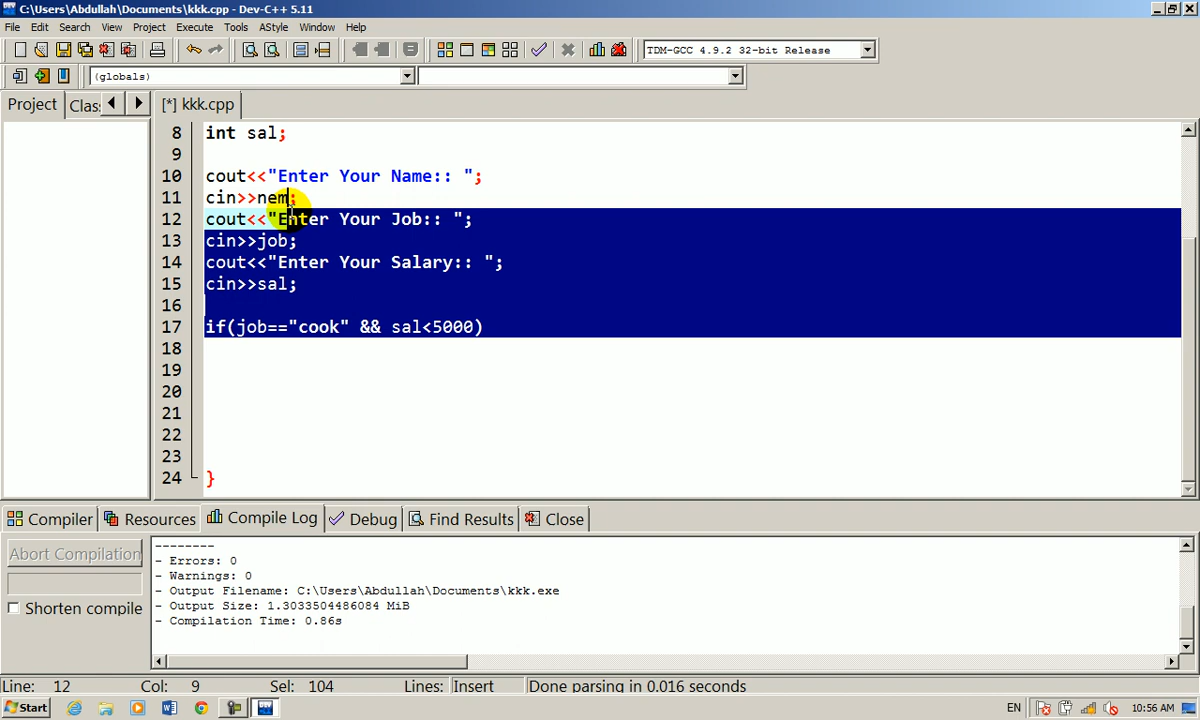 C:\Users\Abdullah\Documents\kkk.cpp - Dev-C++ 5.11
File Edit Search View Project Execute Tools AStyle Window Help
TDM-GCC 4.9.2 32-bit Release
(globals)
Project Clas [*] kkk.cpp
8 int sal;
9
10 cout<<"Enter Your Name:: ";
11 cin>>nem;
12 cout<<"Enter Your Job:: ";
13 cin>>job;
14 cout<<"Enter Your Salary:: ";
15 cin>>sal;
16
17 if(job=="cook" && sal<5000)
18
19
20
21
22
23
24 }
Compiler Resources Compile Log Debug Find Results Close
Abort Compilation
Shorten compile
--------
- Errors: 0
- Warnings: 0
- Output Filename: C:\Users\Abdullah\Documents\kkk.exe
- Output Size: 1.3033504486084 MiB
- Compilation Time: 0.86s
Line: 12 Col: 9 Sel: 104 Lines: Insert Done parsing in 0.016 seconds
Start EN 10:56 AM